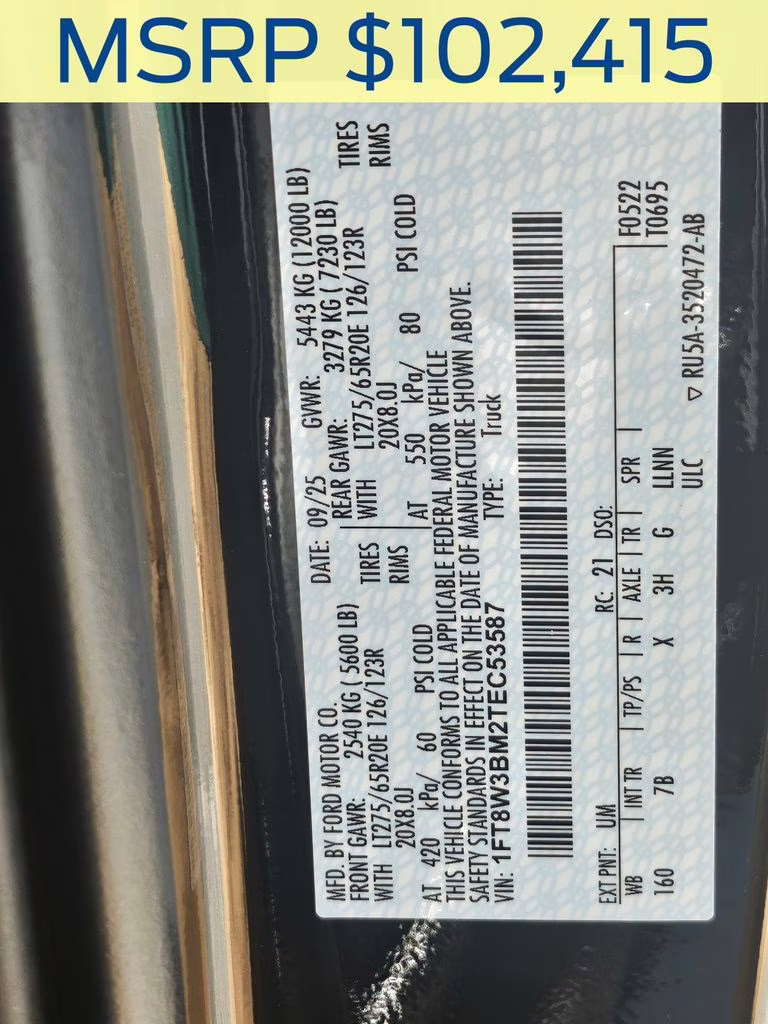 MSRP $102,415
MFD. BY FORD MOTOR CO.
DATE: 09/25 GVWR: 5443 KG (12000 LB)
FRONT GAWR: 2540 KG ( 5600 LB)
REAR GAWR: 3279 KG ( 7230 LB)
WITH LT275/65R20E 126/123R TIRES
WITH LT275/65R20E 126/123R TIRES
20X8.0J RIMS
20X8.0J RIMS
AT 420 kPa/ 60 PSI COLD
AT 550 kPa/ 80 PSI COLD
THIS VEHICLE CONFORMS TO ALL APPLICABLE FEDERAL MOTOR VEHICLE
SAFETY STANDARDS IN EFFECT ON THE DATE OF MANUFACTURE SHOWN ABOVE.
VIN: 1FT8W3BM2TEC53587 TYPE: Truck
EXT PNT: UM RC: 21 DSO: F0522
WB | INT TR | TP/PS | R | AXLE | TR | SPR | T0695
160 7B X 3H G LLNN
ULC
▽ RU5A-3520472-AB